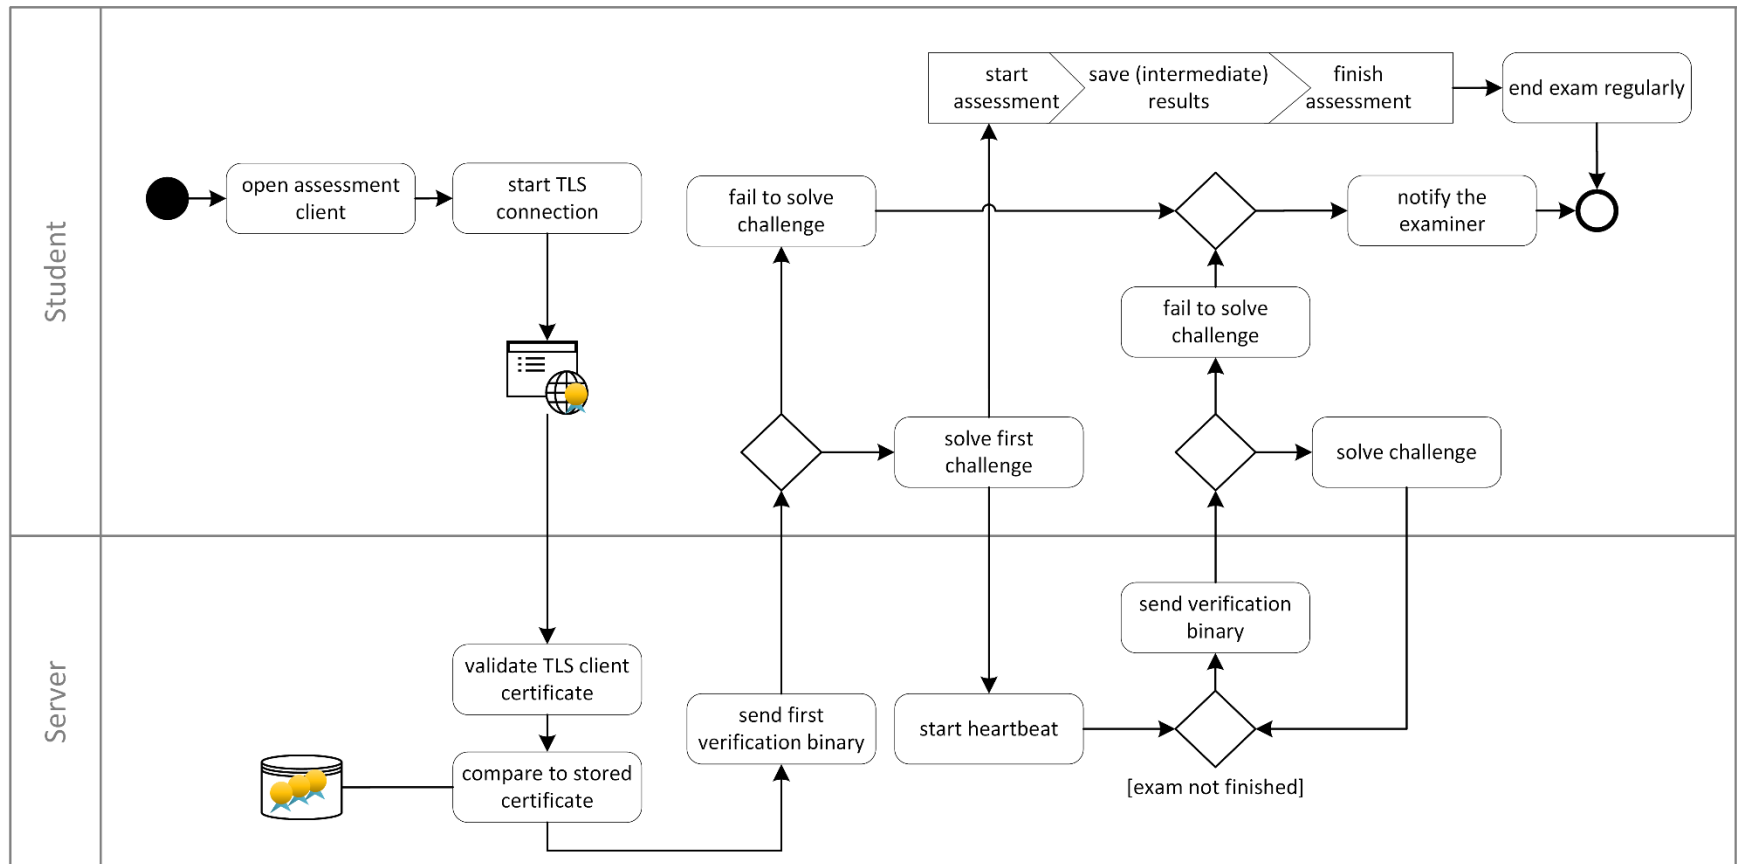 Student
open assessment
client
start TLS
connection
fail to solve
challenge
start
assessment
save (intermediate)
results
finish
assessment
end exam regularly
notify the
examiner
fail to solve
challenge
solve first
challenge
solve challenge
Server
validate TLS client
certificate
compare to stored
certificate
send first
verification binary
start heartbeat
send verification
binary
[exam not finished]